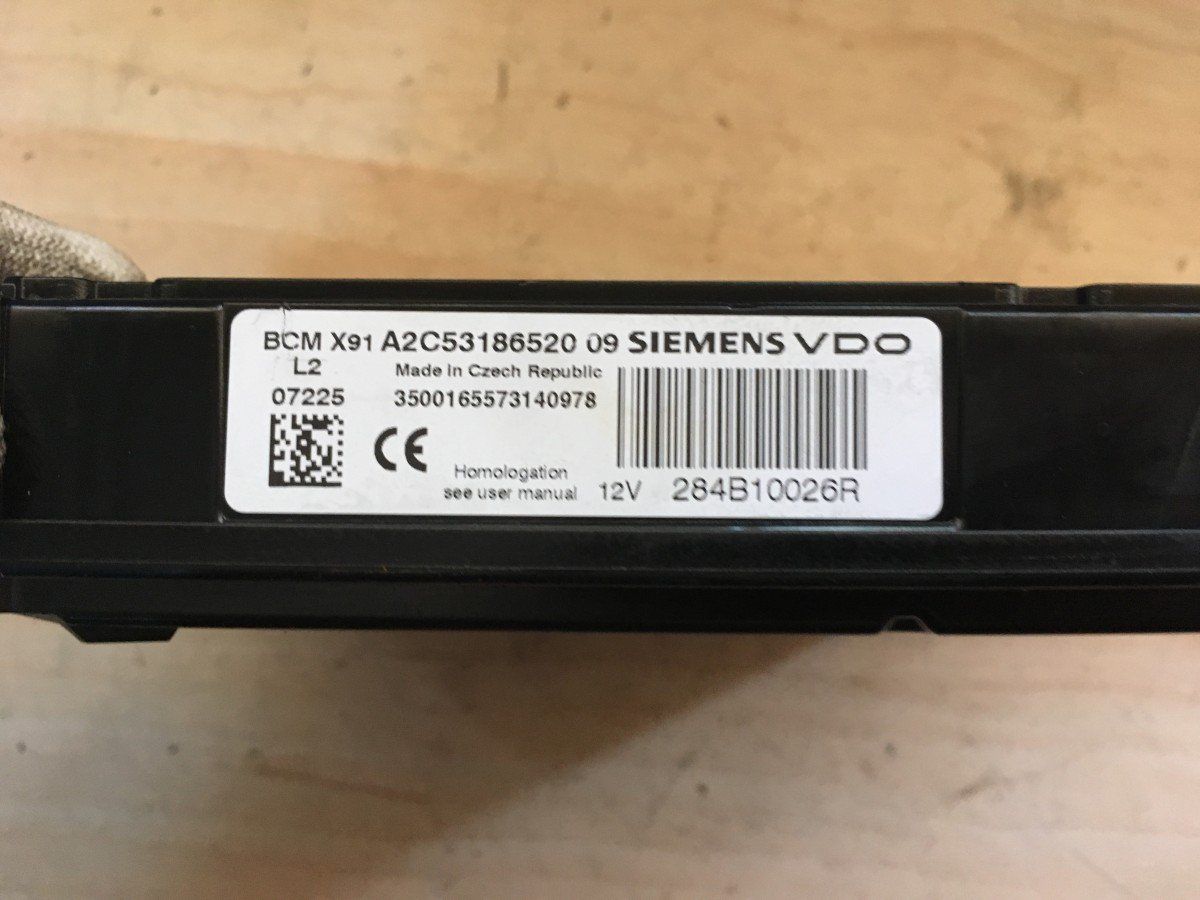 BCM X91 A2C53186520 09 SIEMENS VDO
L2 Made in Czech Republic
07225 3500165573140978
CE
Homologation
see user manual 12V 284B10026R